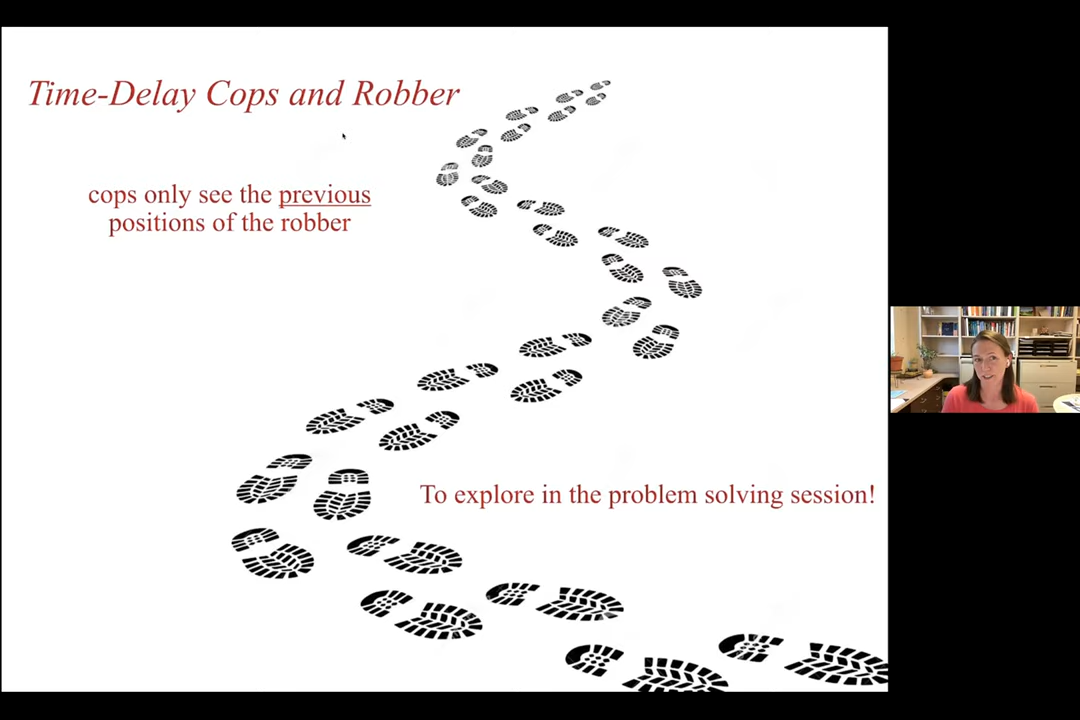 Time-Delay Cops and Robber
cops only see the previous
positions of the robber
To explore in the problem solving session!